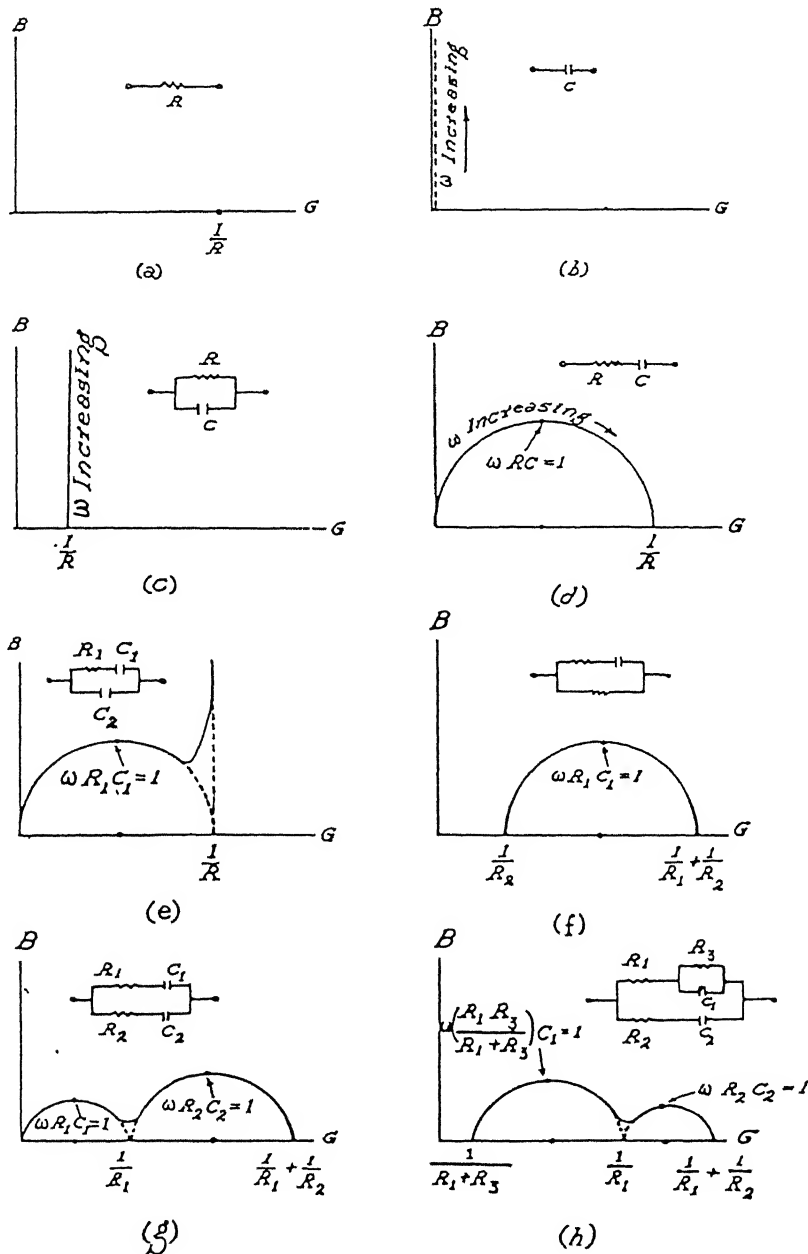 B
R
G
1/R
(a)
B
ω Increasing
C
G
(b)
B
ω Increasing
R
C
G
1/R
(c)
B
R C
ω Increasing
ωRC=1
G
1/R
(d)
B
R1 C1
C2
ωR1C1=1
G
1/R
(e)
B
ωR1C1=1
G
1/R2
1/R1 + 1/R2
(f)
B
R1 C1
R2 C2
ωR1C1=1
ωR2C2=1
G
1/R1
1/R1 + 1/R2
(g)
B
R1 R3
C1
R2 C2
ω(R1 R3/R1+R3)C1=1
ωR2C2=1
G
1/R1+R3
1/R1
1/R1 + 1/R2
(h)